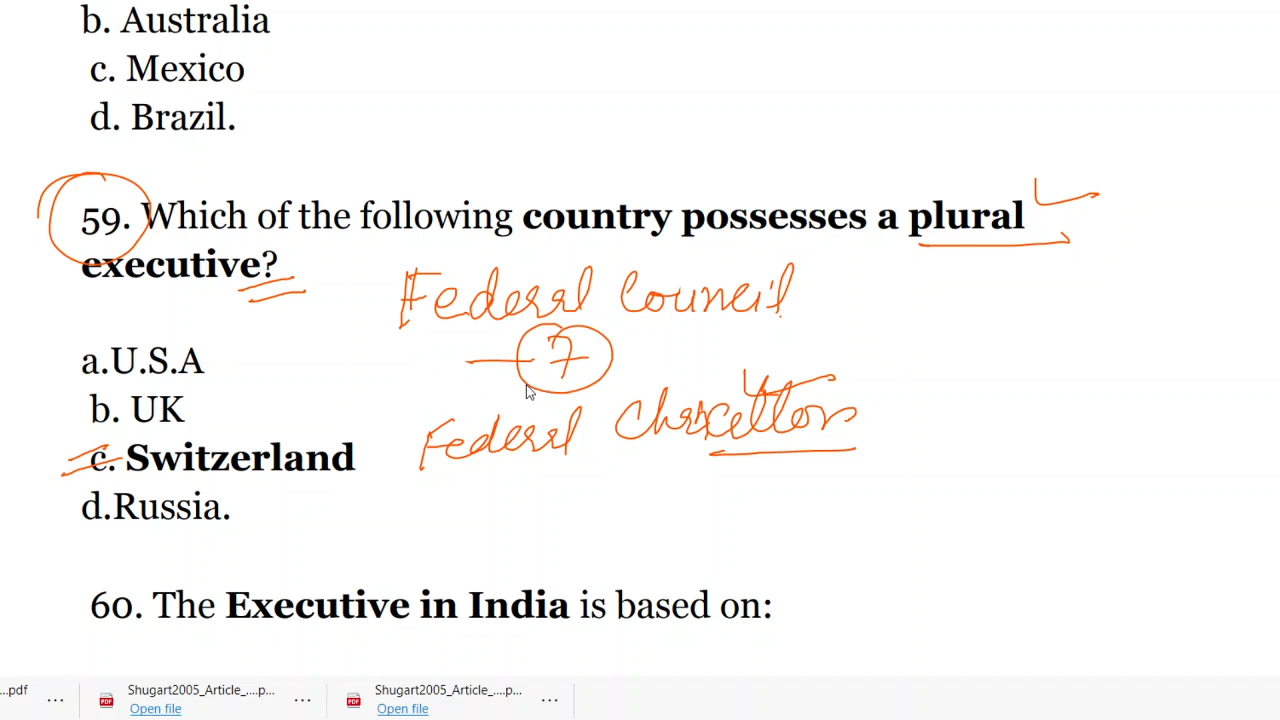 b. Australia
c. Mexico
d. Brazil.
59. Which of the following country possesses a plural
executive?
Federal Council
7
a.U.S.A
b. UK
Federal
c. Switzerland
d.Russia.
60. The Executive in India is based on:
...pdf
Shugart2005_Article_....p...
Open file
Shugart2005_Article_....p...
Open file